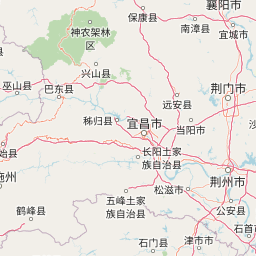 襄阳市
保康县
南漳县
宜城市
神农架林
区
兴山县
巫山县
巴东县
远安县
荆门市
秭归县
宜昌市
当阳市
长阳土家
族自治县
荆州市
松滋市
五峰土家
族自治县
鹤峰县
公安县
石门县
津市市